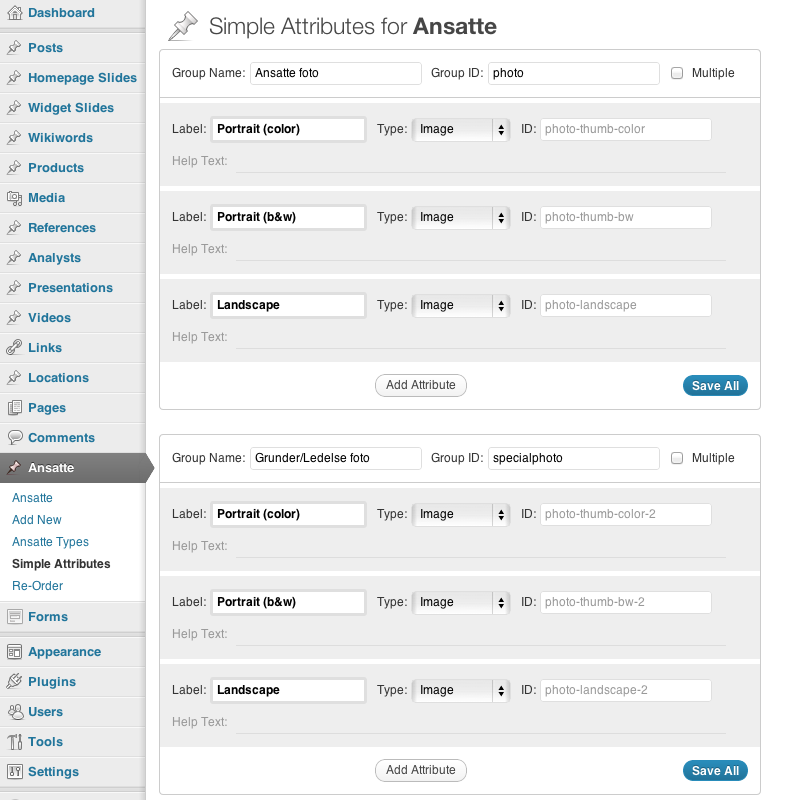 Dashboard
Posts
Homepage Slides
Widget Slides
Wikiwords
Products
Media
References
Analysts
Presentations
Videos
Links
Locations
Pages
Comments
Ansatte
Ansatte
Add New
Ansatte Types
Simple Attributes
Re-Order
Forms
Appearance
Plugins
Users
Tools
Settings
Simple Attributes for Ansatte
Group Name: Ansatte foto Group ID: photo Multiple
Label: Portrait (color) Type: Image ID: photo-thumb-color
Help Text:
Label: Portrait (b&w) Type: Image ID: photo-thumb-bw
Help Text:
Label: Landscape Type: Image ID: photo-landscape
Help Text:
Add Attribute Save All
Group Name: Grunder/Ledelse foto Group ID: specialphoto Multiple
Label: Portrait (color) Type: Image ID: photo-thumb-color-2
Help Text:
Label: Portrait (b&w) Type: Image ID: photo-thumb-bw-2
Help Text:
Label: Landscape Type: Image ID: photo-landscape-2
Help Text:
Add Attribute Save All